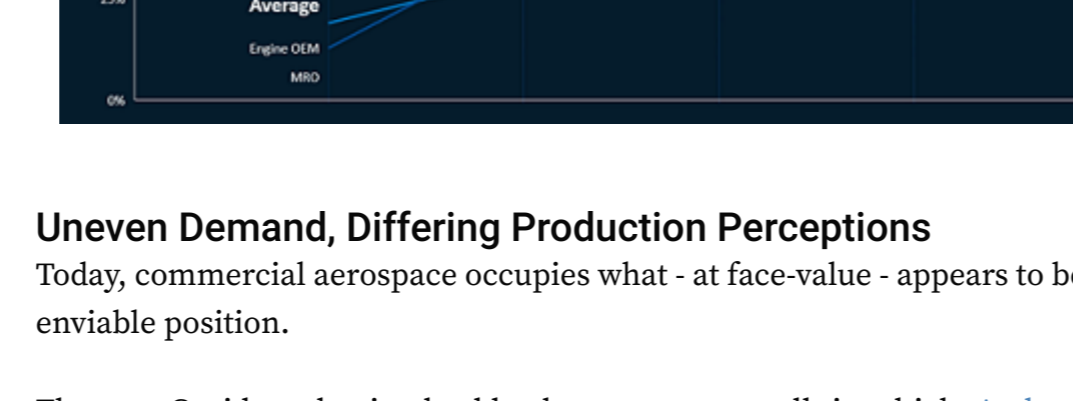 Average
Engine OEM
MRO
0%
Uneven Demand, Differing Production Perceptions
Today, commercial aerospace occupies what - at face-value - appears to
enviable position.